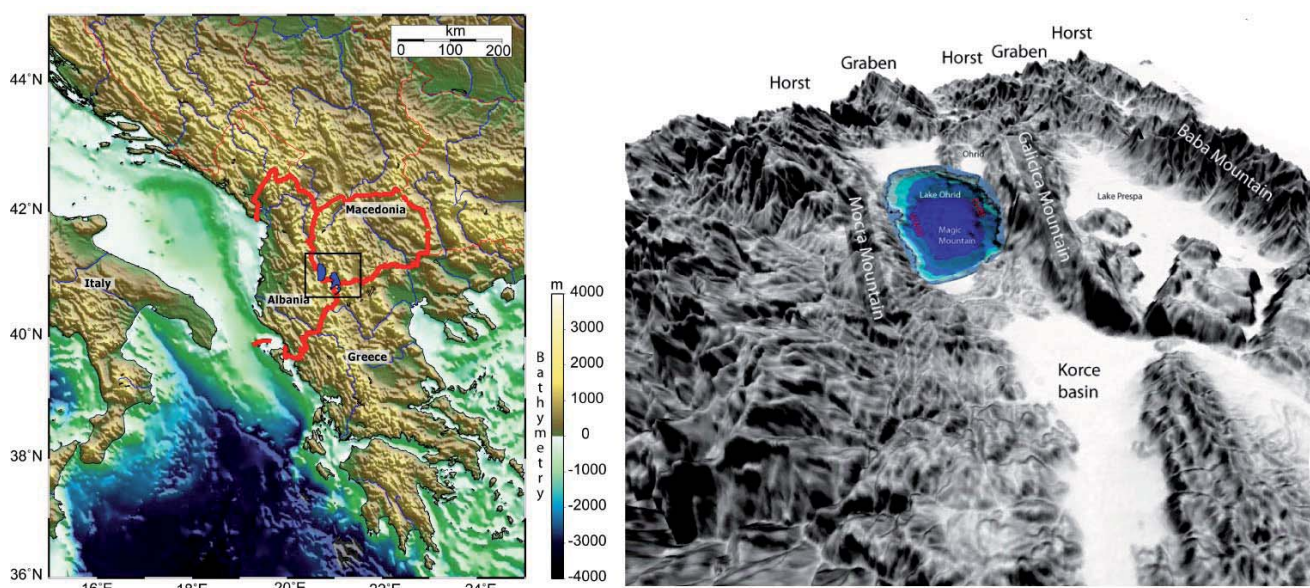 km
0 100 200
44°N
42°N
40°N
38°N
36°N
16°E
18°E
20°E
22°E
24°E
Macedonia
Italy
Albania
Greece
m
4000
3000
2000
1000
0
-1000
-2000
-3000
-4000
Bathymetry
Horst
Graben
Horst
Graben
Horst
Baba Mountain
Galicica Mountain
Mocra Mountain
Ohrid
Lake Ohrid
Magic
Mountain
Lake Prespa
Korce
basin